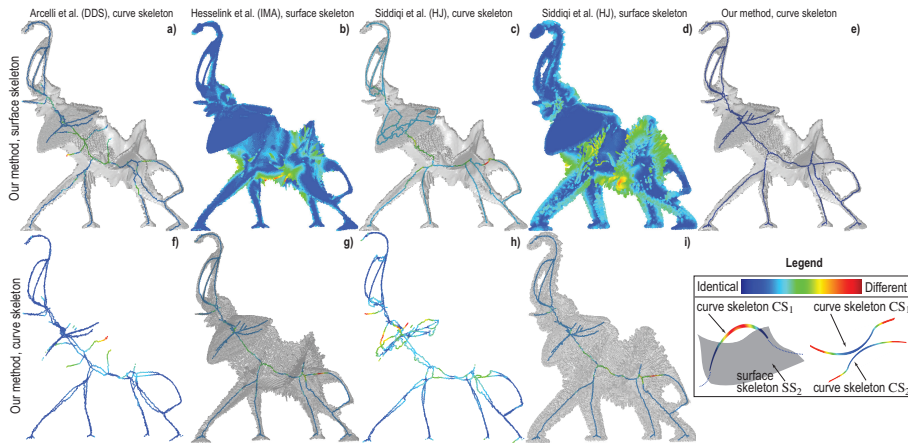 Arcelli et al. (DDS), curve skeleton
Hesselink et al. (IMA), surface skeleton
Siddiqi et al. (HJ), curve skeleton
Siddiqi et al. (HJ), surface skeleton
Our method, curve skeleton
a)
b)
c)
d)
e)
Our method, surface skeleton
f)
g)
h)
i)
Our method, curve skeleton
Legend
Identical
Different
curve skeleton CS₁
curve skeleton CS₁
surface
skeleton SS₂
curve skeleton CS₂